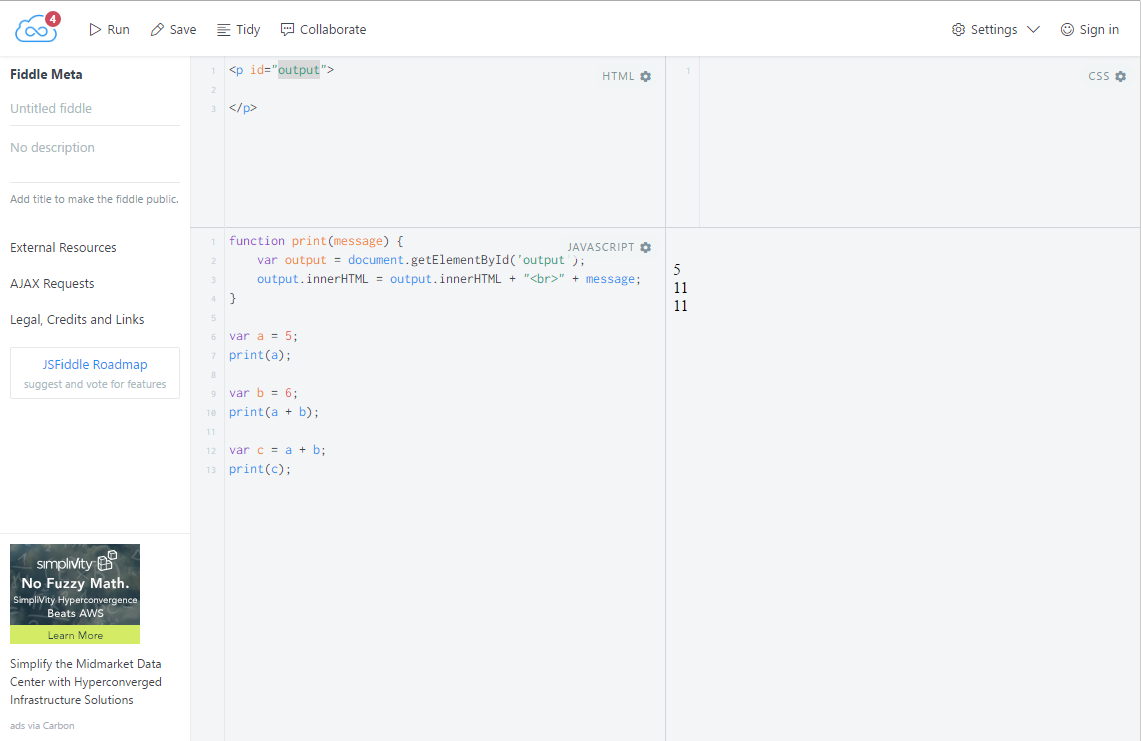 4
Run
Save
Tidy
Collaborate
Settings
Sign in
Fiddle Meta
Untitled fiddle
No description
Add title to make the fiddle public.
External Resources
AJAX Requests
Legal, Credits and Links
JSFiddle Roadmap
suggest and vote for features
simplivity
No Fuzzy Math.
SimpliVity Hyperconvergence
Beats AWS
Learn More
Simplify the Midmarket Data
Center with Hyperconverged
Infrastructure Solutions
ads via Carbon
HTML
1 <p id="output">
2
3 </p>
CSS
1
JAVASCRIPT
1 function print(message) {
2     var output = document.getElementById('output');
3     output.innerHTML = output.innerHTML + "<br>" + message;
4 }
5
6 var a = 5;
7 print(a);
8
9 var b = 6;
10 print(a + b);
11
12 var c = a + b;
13 print(c);
5
11
11